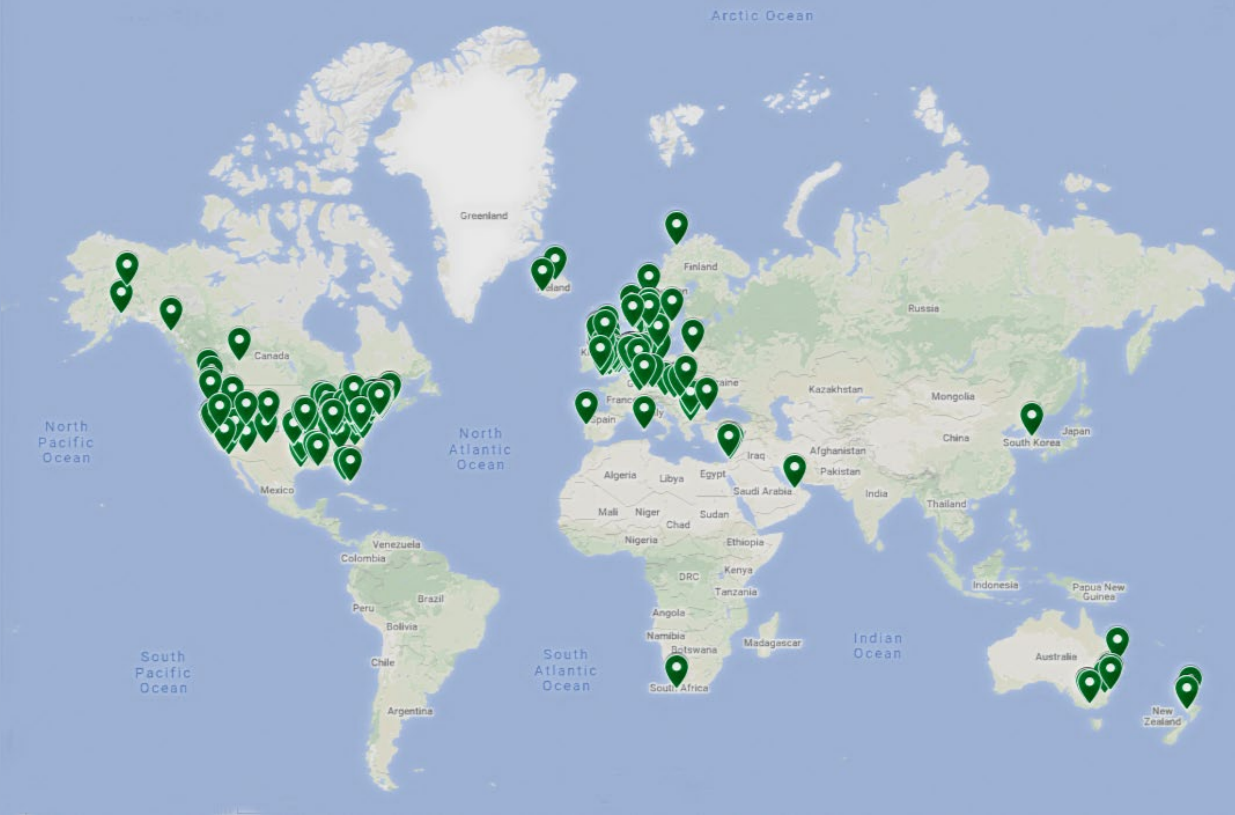 Arctic Ocean
Greenland
Finland
Russia
Canada
North
Pacific
Ocean
North
Atlantic
Ocean
Kazakhstan
Mongolia
China
South Korea
Japan
Afghanistan
Pakistan
Iraq
Algeria
Libya
Egypt
Saudi Arabia
India
Thailand
Mexico
Mali
Niger
Chad
Sudan
Nigeria
Ethiopia
Venezuela
Colombia
DRC
Kenya
Tanzania
Indonesia
Papua New
Guinea
Peru
Brazil
Bolivia
Angola
Namibia
Botswana
Madagascar
Indian
Ocean
Australia
South
Pacific
Ocean
South
Atlantic
Ocean
Chile
South Africa
Argentina
New
Zealand